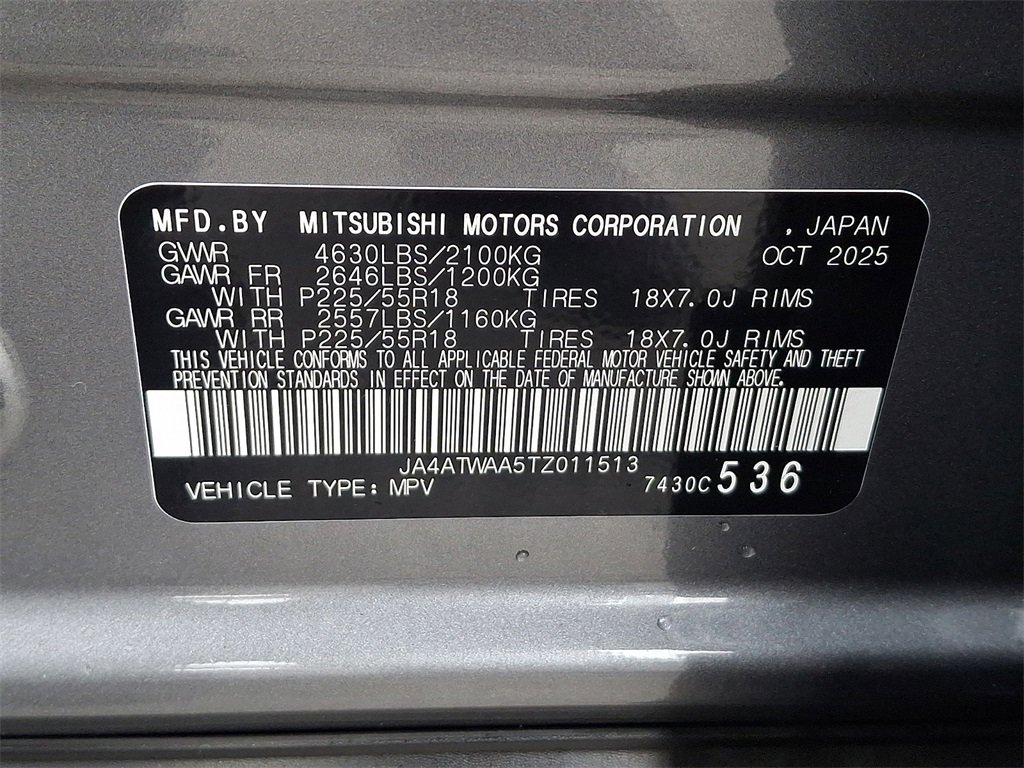 MFD.BY MITSUBISHI MOTORS CORPORATION , JAPAN
GVWR 4630LBS/2100KG OCT 2025
GAWR FR 2646LBS/1200KG
WITH P225/55R18 TIRES 18X7.0J RIMS
GAWR RR 2557LBS/1160KG
WITH P225/55R18 TIRES 18X7.0J RIMS
THIS VEHICLE CONFORMS TO ALL APPLICABLE FEDERAL MOTOR VEHICLE SAFETY AND THEFT
PREVENTION STANDARDS IN EFFECT ON THE DATE OF MANUFACTURE SHOWN ABOVE.
JA4ATWAA5TZ011513
VEHICLE TYPE: MPV 7430C 536